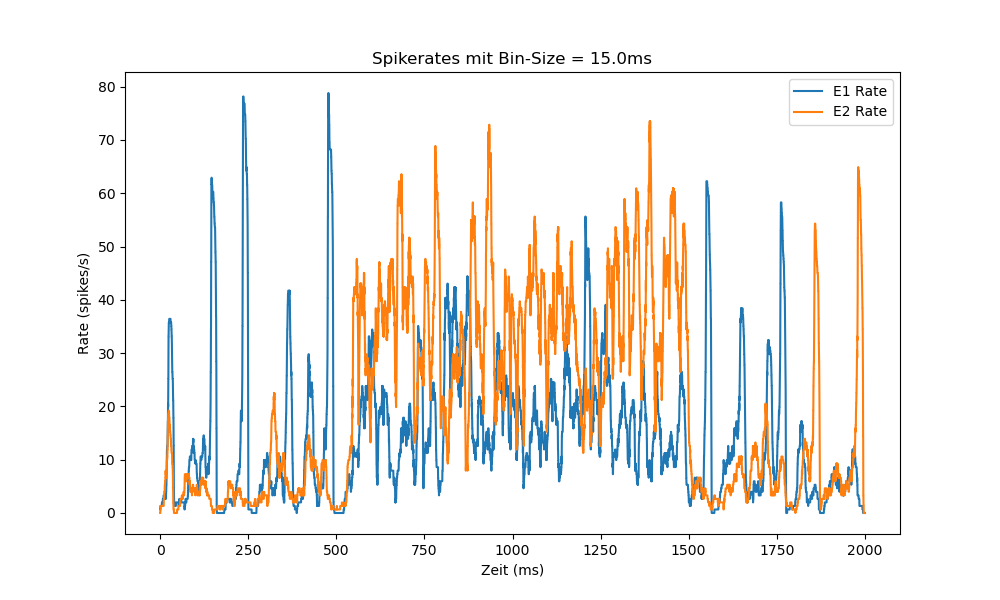 Spikerates mit Bin-Size = 15.0ms
E1 Rate
E2 Rate
Rate (spikes/s)
80
70
60
50
40
30
20
10
0
0 250 500 750 1000 1250 1500 1750 2000
Zeit (ms)